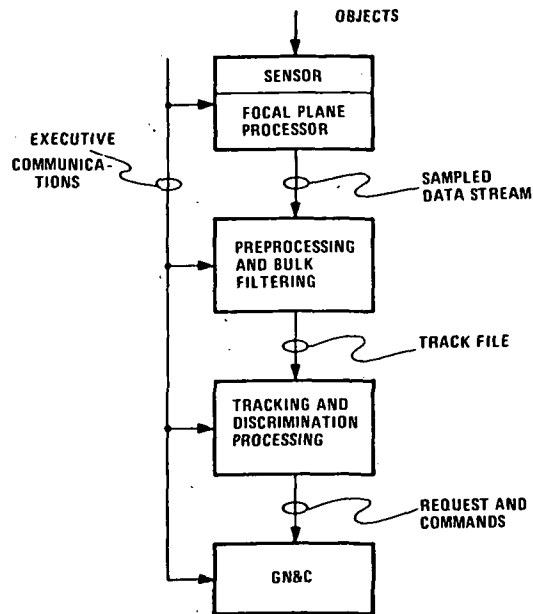 OBJECTS
SENSOR
FOCAL PLANE
PROCESSOR
EXECUTIVE
COMMUNICA-
TIONS
SAMPLED
DATA STREAM
PREPROCESSING
AND BULK
FILTERING
TRACK FILE
TRACKING AND
DISCRIMINATION
PROCESSING
REQUEST AND
COMMANDS
GN&C